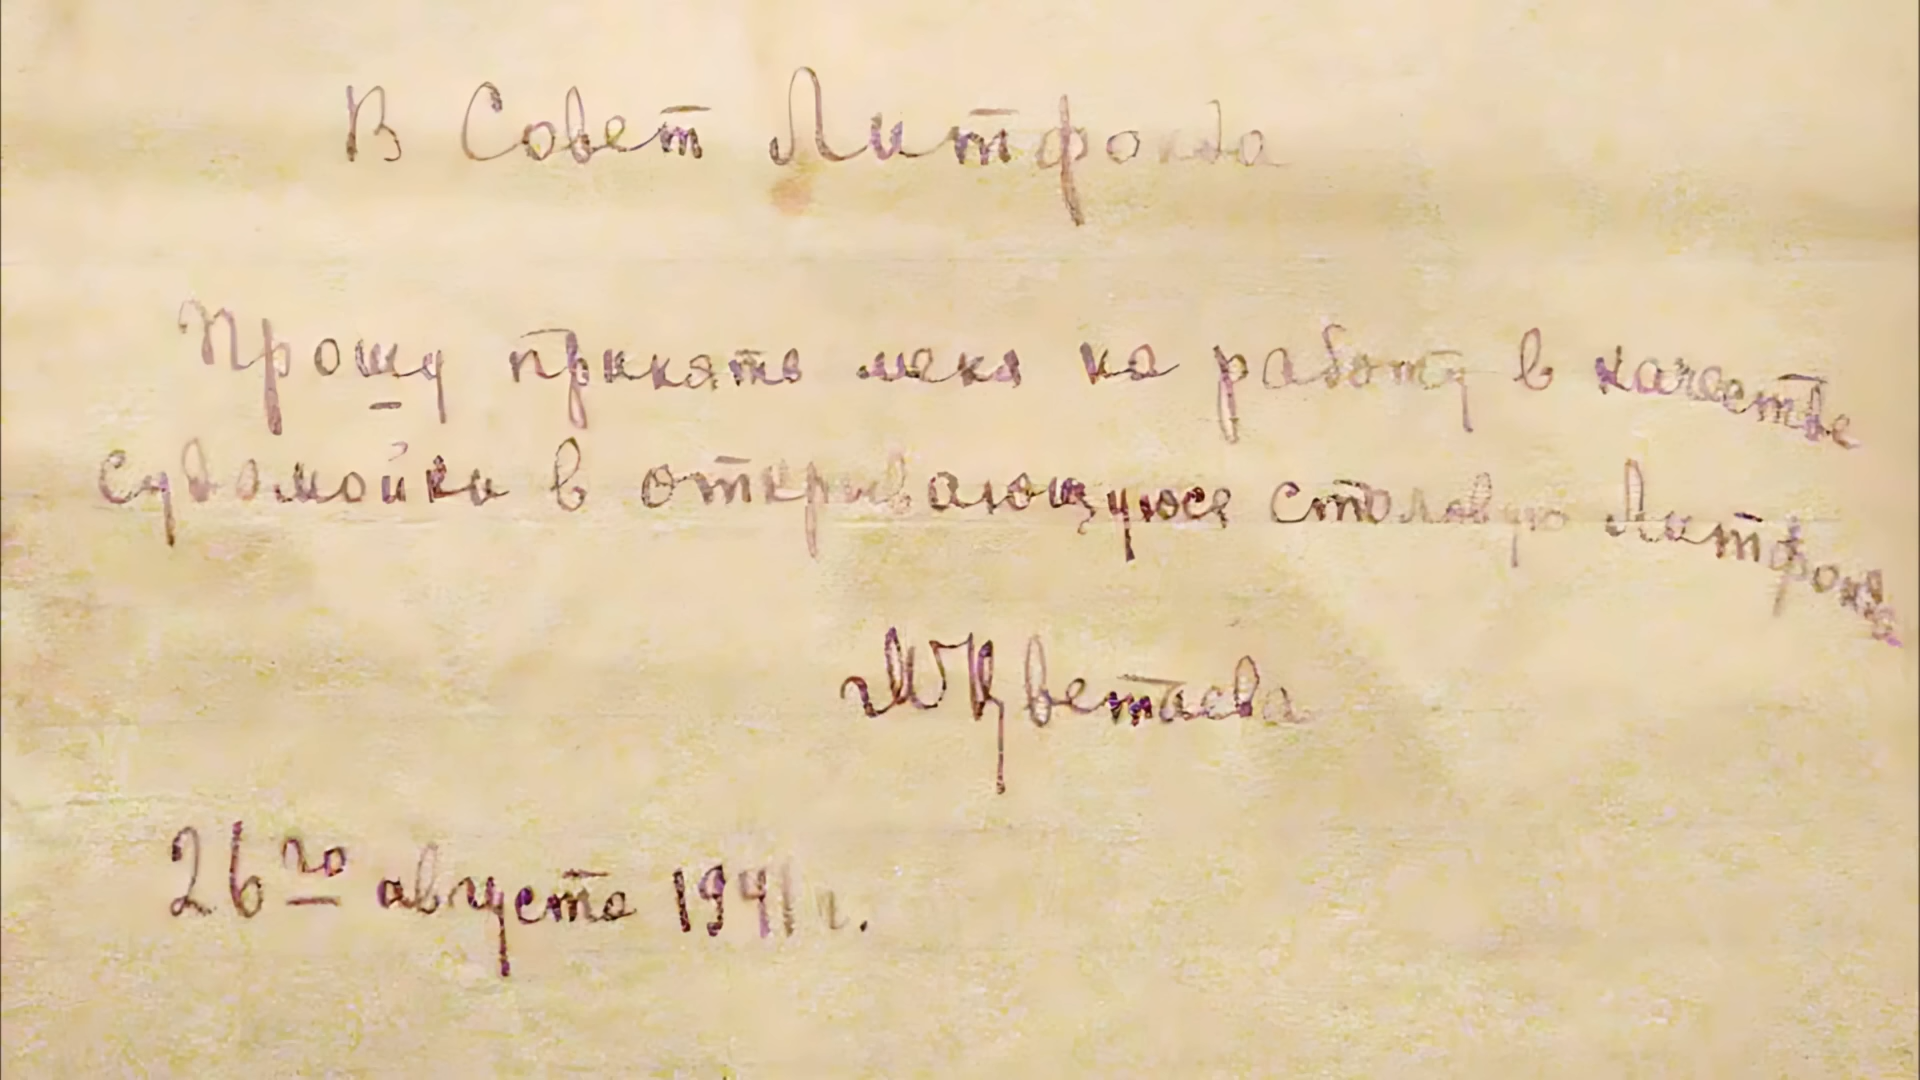 В Совет Литфонда
Прошу принять меня на работу в качестве
судомойки в открывающуюся столовую Литфонда
МЦветаева
26го августа 1941 г.